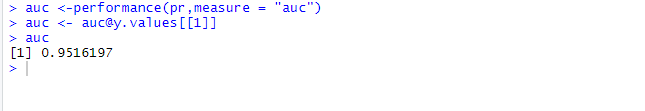 > auc <-performance(pr,measure = "auc")
> auc <- auc@y.values[[1]]
> auc
[1] 0.9516197
>